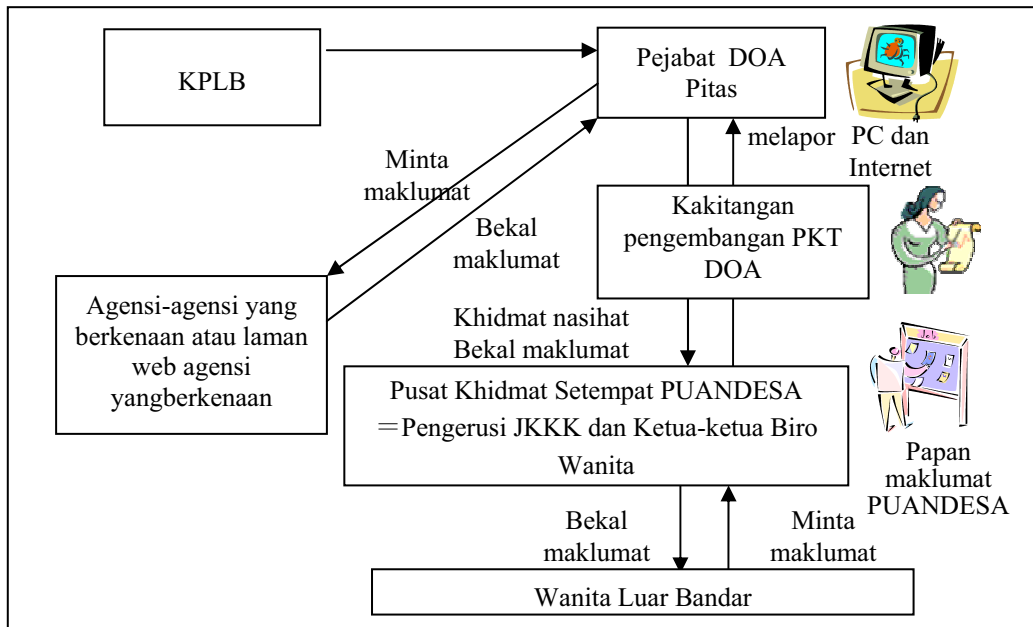 KPLB
Pejabat DOA
Pitas
PC dan
Internet
melapor
Minta
maklumat
Bekal
maklumat
Kakitangan
pengembangan PKT
DOA
Agensi-agensi yang
berkenaan atau laman
web agensi
yangberkenaan
Khidmat nasihat
Bekal maklumat
Pusat Khidmat Setempat PUANDESA
＝Pengerusi JKKK dan Ketua-ketua Biro
Wanita
Papan
maklumat
PUANDESA
Bekal
maklumat
Minta
maklumat
Wanita Luar Bandar